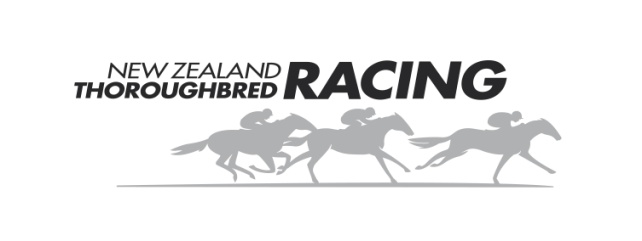 NEW ZEALAND
THOROUGHBRED RACING